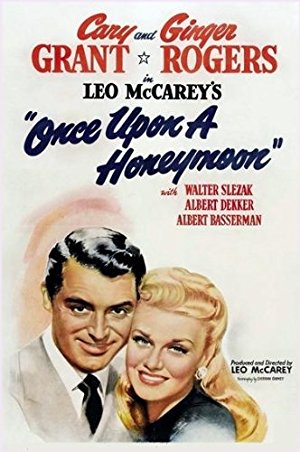 Cary and Ginger
GRANT ☆ ROGERS
in
LEO McCAREY'S
"Once Upon A
Honeymoon"
with WALTER SLEZAK
ALBERT DEKKER
ALBERT BASSERMAN
Produced and Directed by
LEO McCAREY